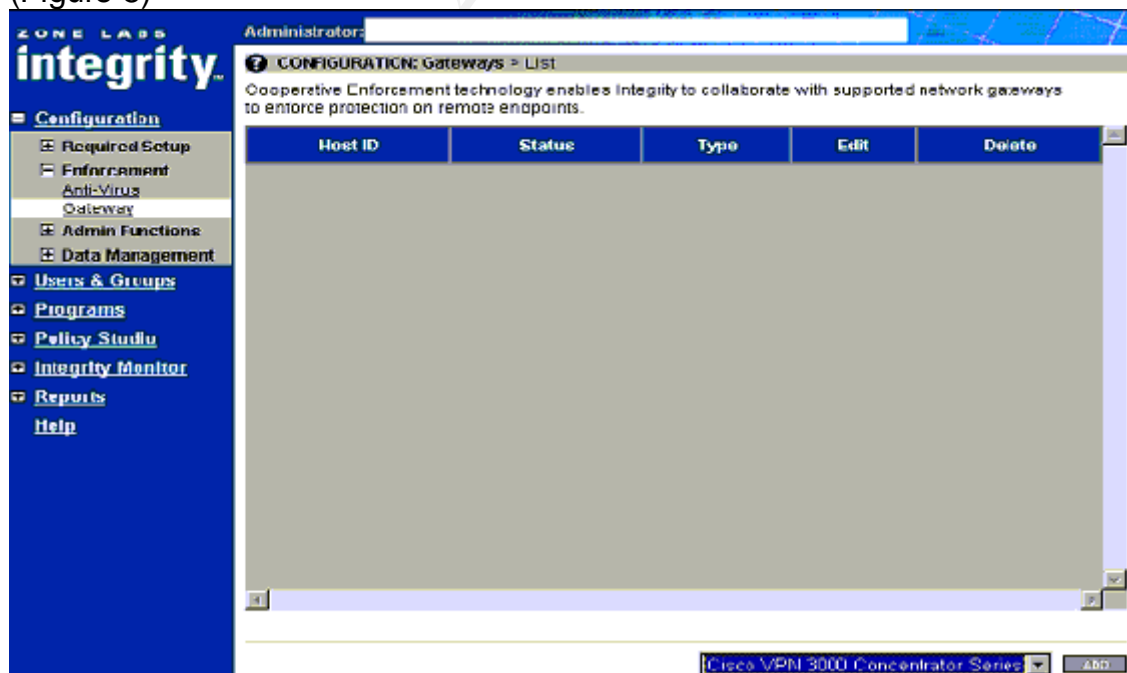 ZONE LABS
integrity.
Administrator:
CONFIGURATION: Gateways > List
Cooperative Enforcement technology enables Integrity to collaborate with supported network gateways
to enforce protection on remote endpoints.
Configuration
Required Setup
Enforcement
Anti-Virus
Gateway
Admin Functions
Data Management
Users & Groups
Programs
Policy Studio
Integrity Monitor
Reports
Help
Host ID Status Type Edit Delete
Cisco VPN 3000 Concentrator Series
ADD